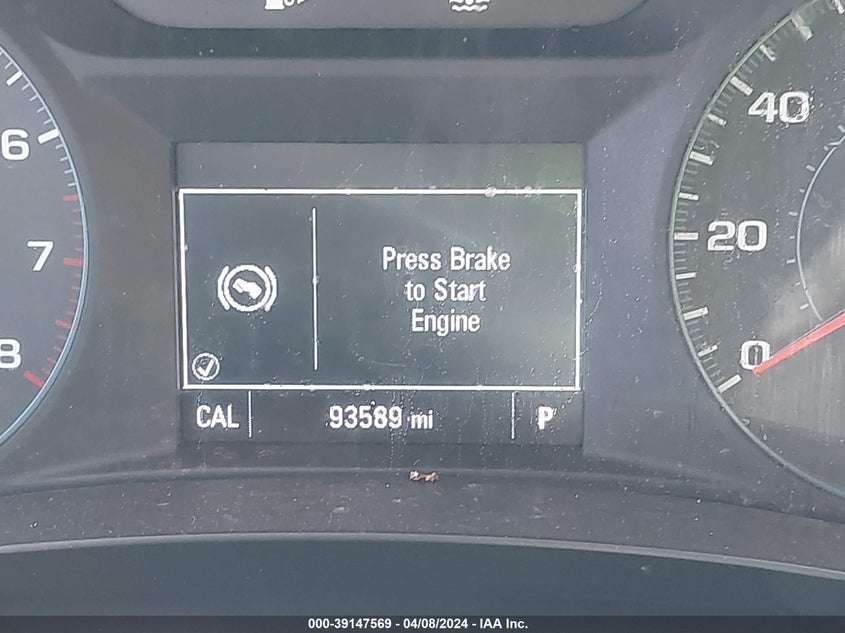 6
7
8
Press Brake
to Start
Engine
CAL 93589 mi P
40
20
0
000-39147569 - 04/08/2024 - IAA Inc.